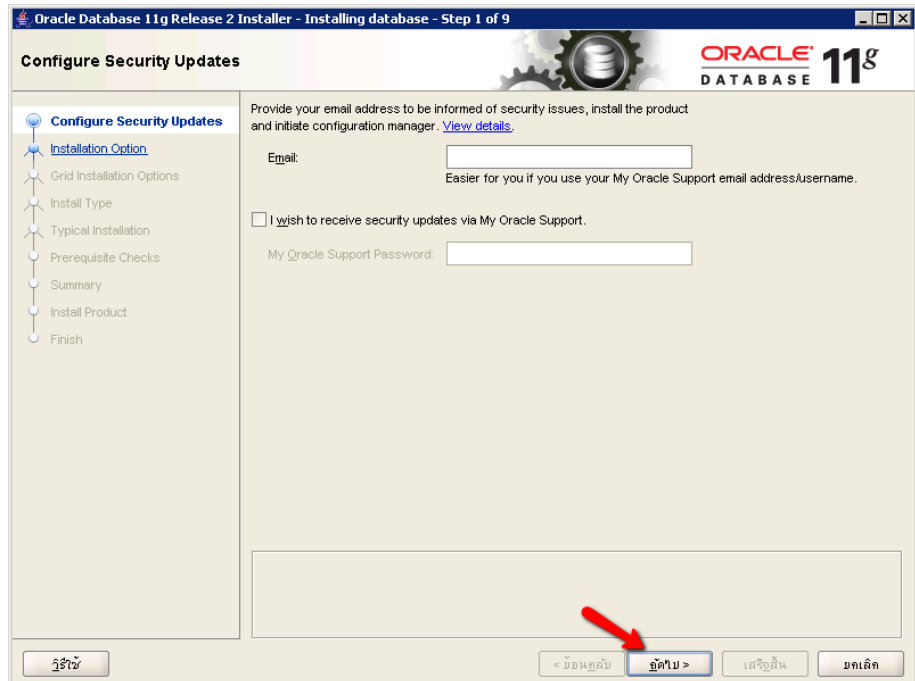 Oracle Database 11g Release 2 Installer - Installing database - Step 1 of 9
Configure Security Updates
ORACLE
DATABASE
11g
Configure Security Updates
Installation Option
Grid Installation Options
Install Type
Typical Installation
Prerequisite Checks
Summary
Install Product
Finish
Provide your email address to be informed of security issues, install the product
and initiate configuration manager. View details.
Email:
Easier for you if you use your My Oracle Support email address/username.
I wish to receive security updates via My Oracle Support.
My Oracle Support Password:
วิธีใช้
< ย้อนกลับ
ถัดไป >
เสร็จสิ้น
ยกเลิก